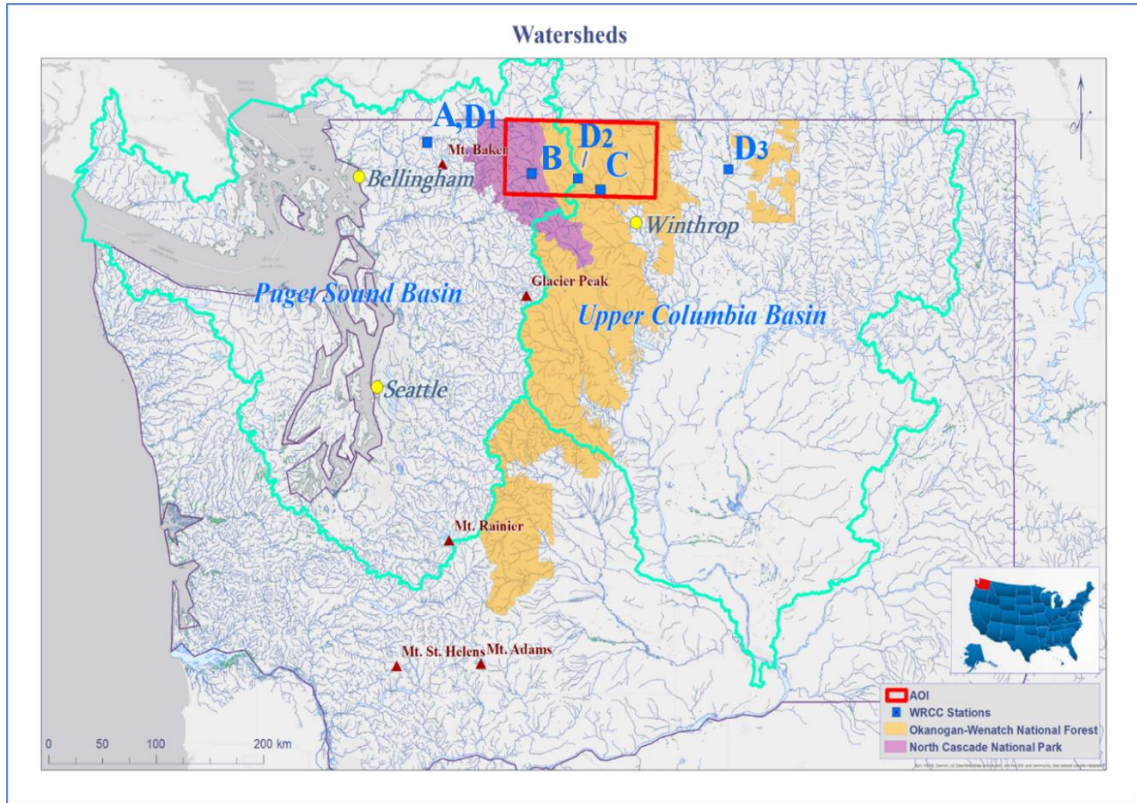 Watersheds
A,D1
Mt. Baker
B
D2
C
D3
Bellingham
Winthrop
Glacier Peak
Puget Sound Basin
Upper Columbia Basin
Seattle
Mt. Rainier
Mt. St. Helens
Mt. Adams
AOI
WRCC Stations
Okanogan-Wenatch National Forest
North Cascade National Park
0
50
100
200 km